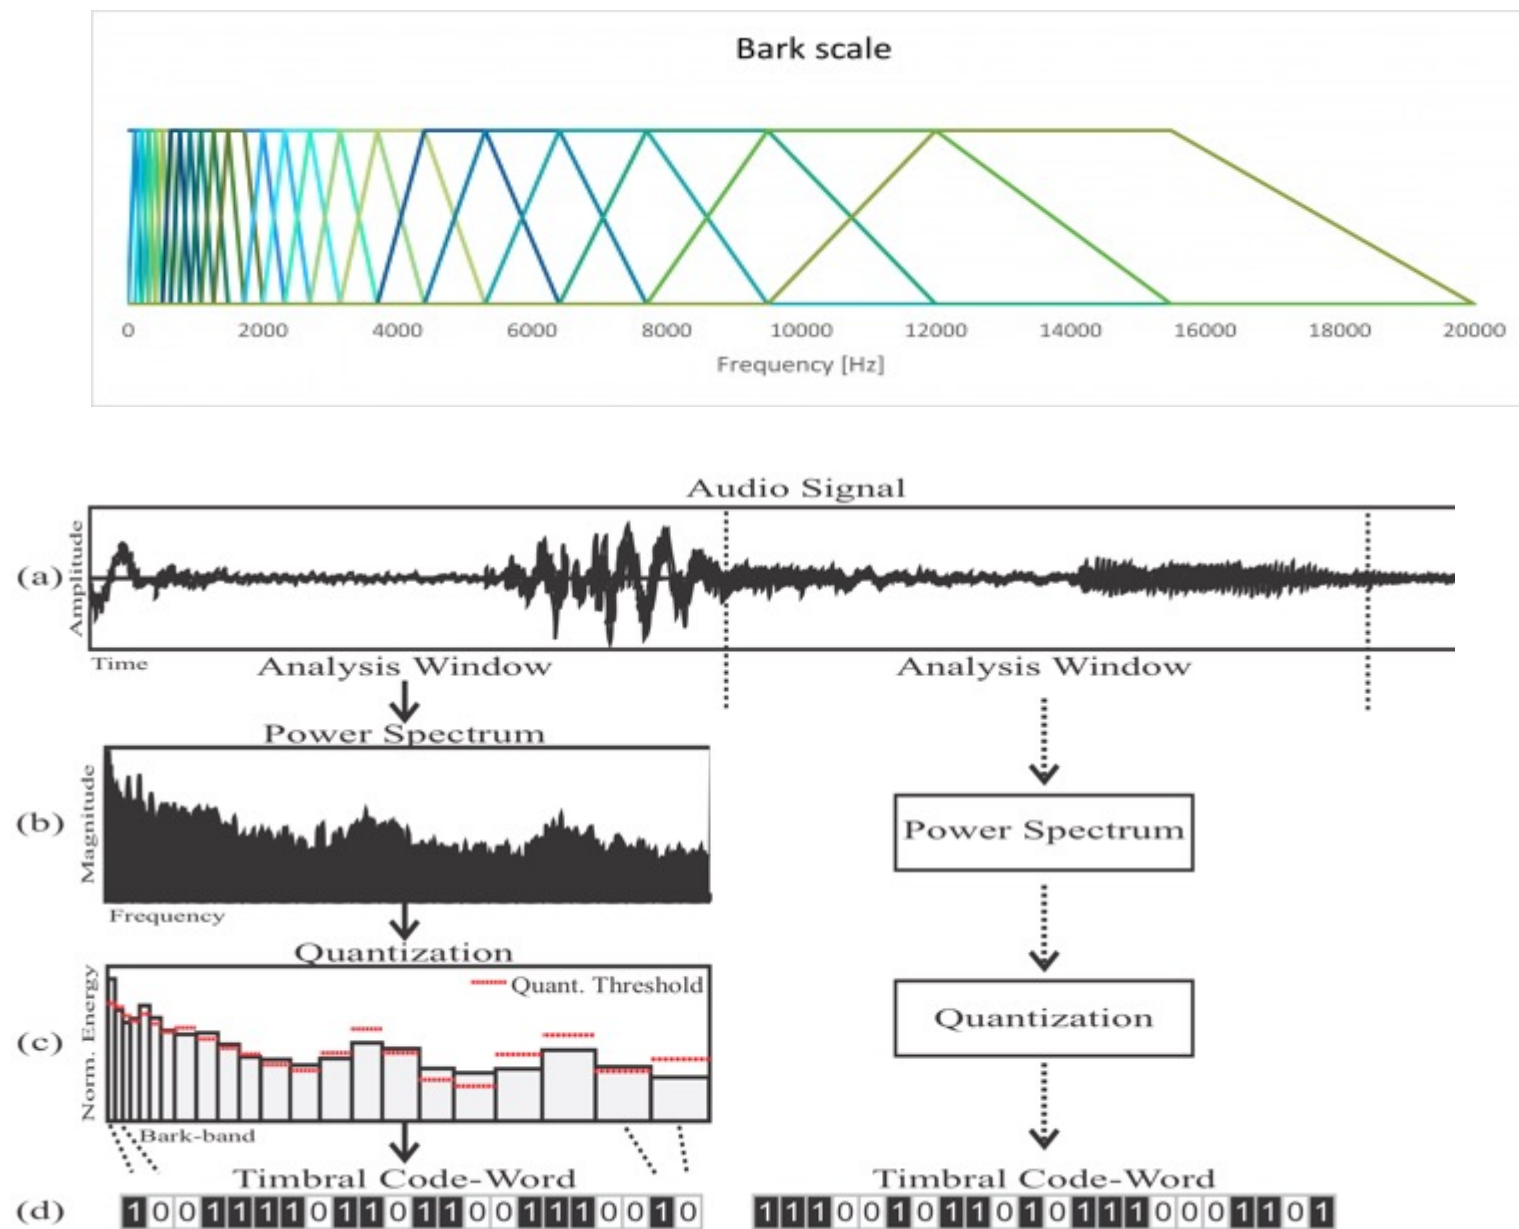 Bark scale
0 2000 4000 6000 8000 10000 12000 14000 16000 18000 20000
Frequency [Hz]
Audio Signal
(a)
Amplitude
Time
Analysis Window
Analysis Window
Power Spectrum
(b)
Magnitude
Frequency
Power Spectrum
Quantization
Quant. Threshold
(c)
Norm. Energy
Bark-band
Quantization
Timbral Code-Word
Timbral Code-Word
(d)
1001111011011001110010
1110010110101110001101